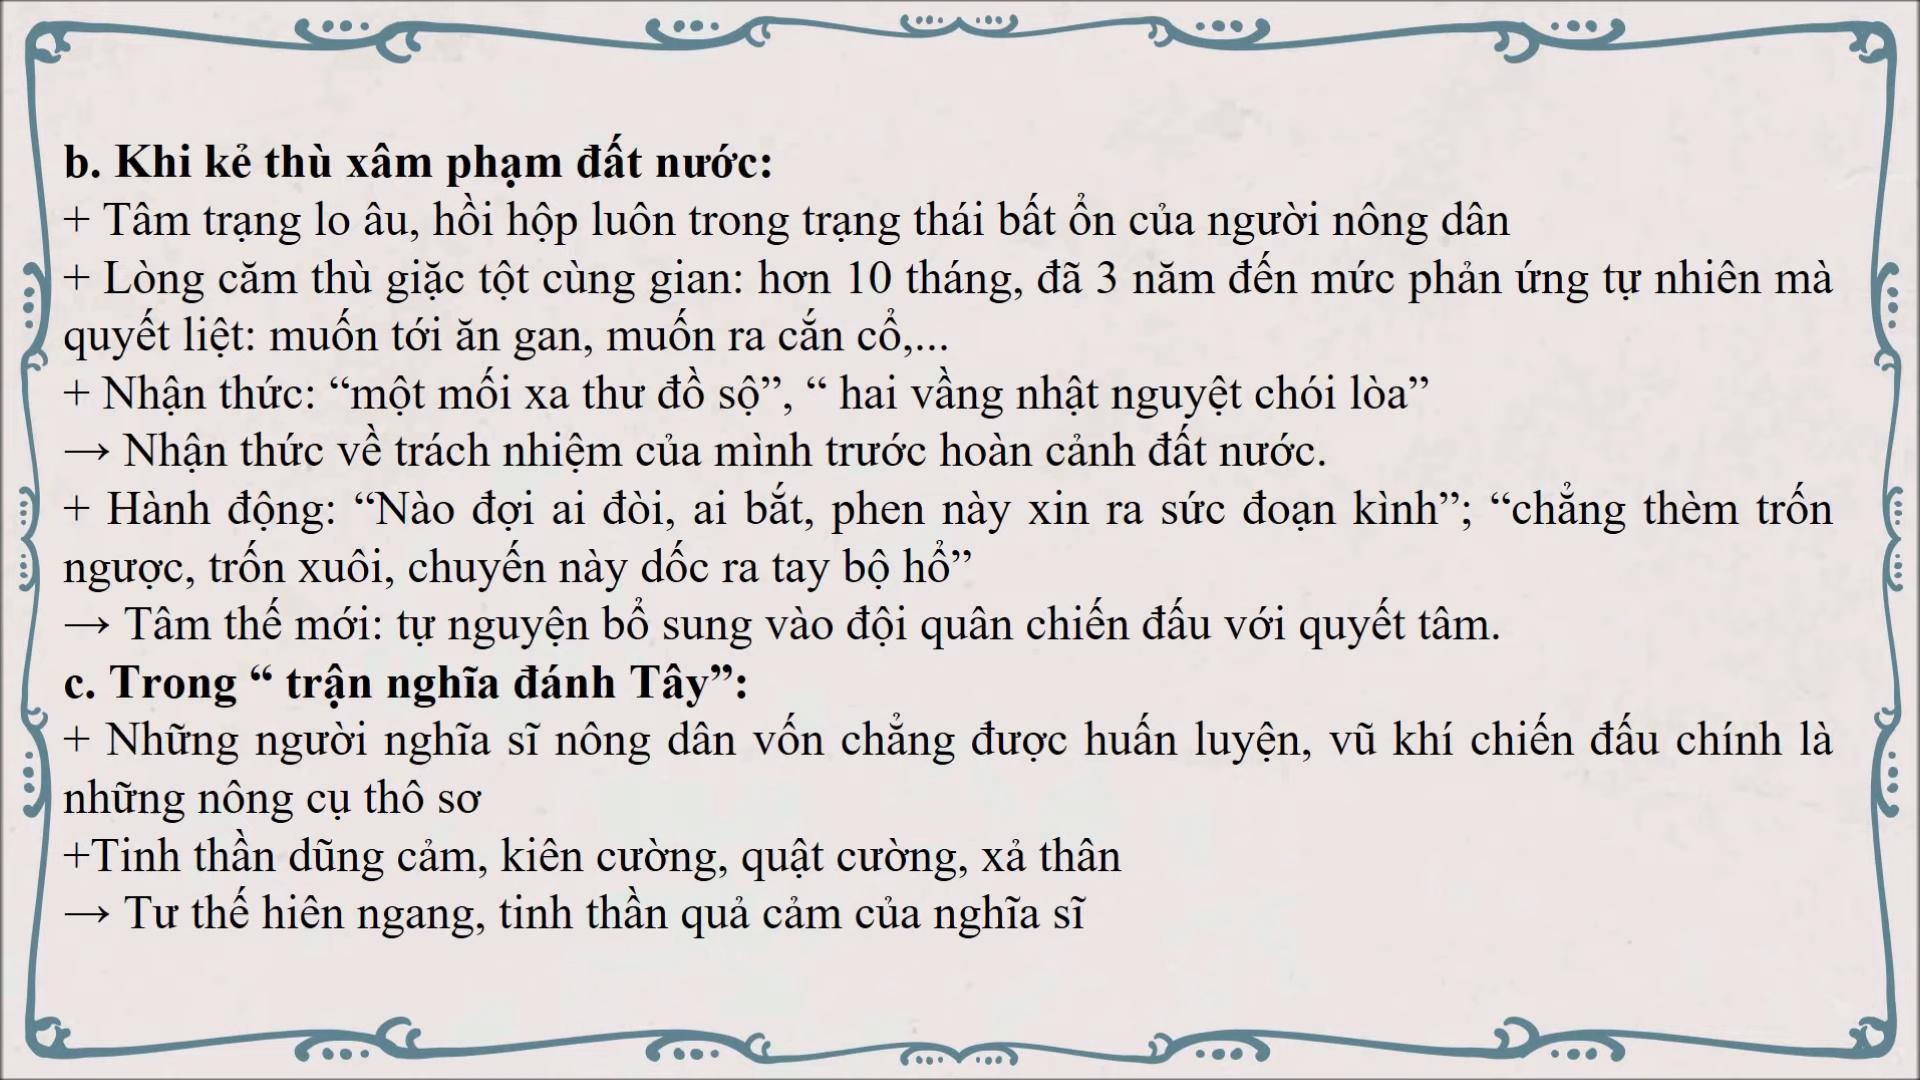 b. Khi kẻ thù xâm phạm đất nước:
+ Tâm trạng lo âu, hồi hộp luôn trong trạng thái bất ổn của người nông dân
+ Lòng căm thù giặc tột cùng gian: hơn 10 tháng, đã 3 năm đến mức phản ứng tự nhiên mà
quyết liệt: muốn tới ăn gan, muốn ra cắn cổ,...
+ Nhận thức: “một mối xa thư đồ sộ”, “ hai vầng nhật nguyệt chói lòa”
→ Nhận thức về trách nhiệm của mình trước hoàn cảnh đất nước.
+ Hành động: “Nào đợi ai đòi, ai bắt, phen này xin ra sức đoạn kình”; “chẳng thèm trốn
ngược, trốn xuôi, chuyến này dốc ra tay bộ hổ”
→ Tâm thế mới: tự nguyện bổ sung vào đội quân chiến đấu với quyết tâm.
c. Trong “ trận nghĩa đánh Tây”:
+ Những người nghĩa sĩ nông dân vốn chẳng được huấn luyện, vũ khí chiến đấu chính là
những nông cụ thô sơ
+Tinh thần dũng cảm, kiên cường, quật cường, xả thân
→ Tư thế hiên ngang, tinh thần quả cảm của nghĩa sĩ